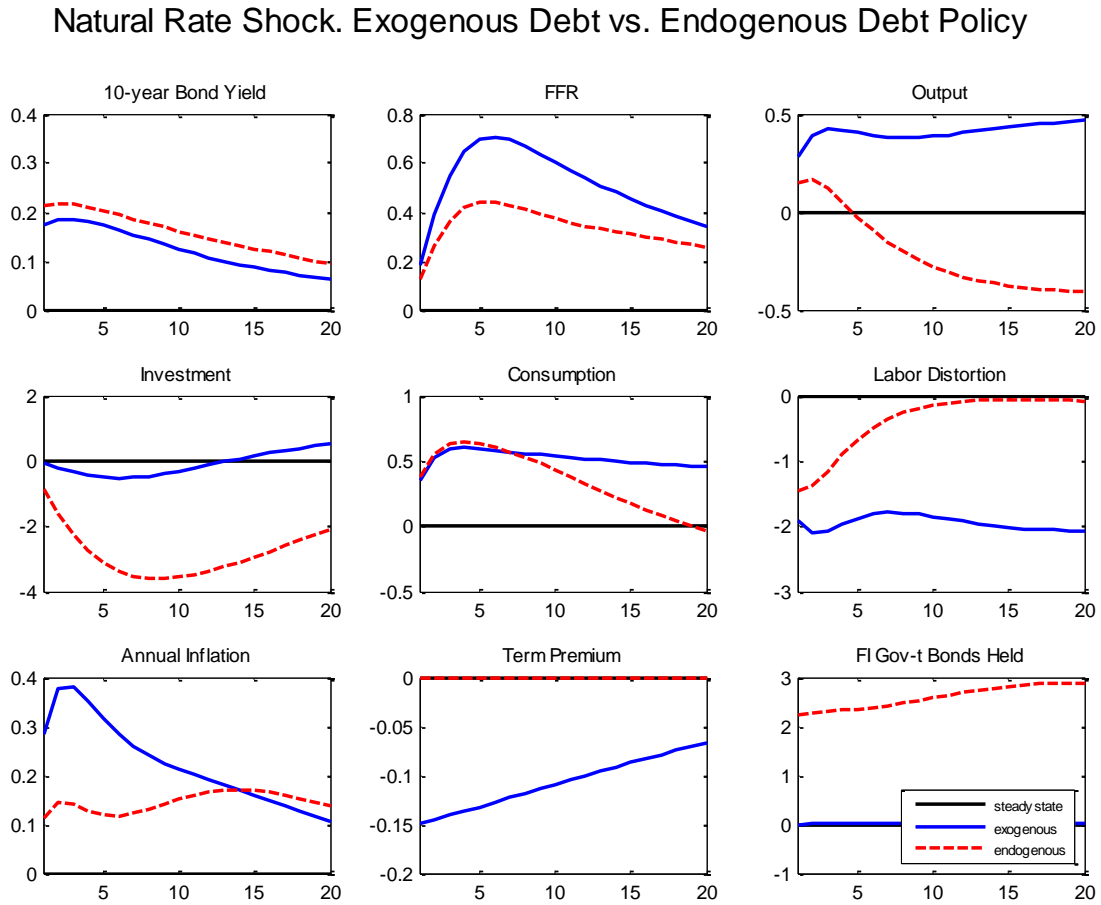 Natural Rate Shock. Exogenous Debt vs. Endogenous Debt Policy
10-year Bond Yield
0.4
0.3
0.2
0.1
0
5 10 15 20
FFR
0.8
0.6
0.4
0.2
0
5 10 15 20
Output
0.5
0
-0.5
5 10 15 20
Investment
2
0
-2
-4
5 10 15 20
Consumption
1
0.5
0
-0.5
5 10 15 20
Labor Distortion
0
-1
-2
-3
5 10 15 20
Annual Inflation
0.4
0.3
0.2
0.1
0
5 10 15 20
Term Premium
0
-0.05
-0.1
-0.15
-0.2
5 10 15 20
FI Gov-t Bonds Held
3
2
1
0
-1
5 10 15 20
steady state
exogenous
endogenous